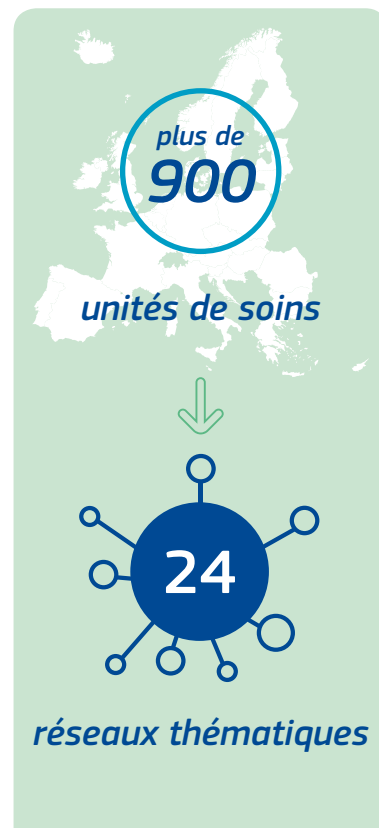 plus de
900
unités de soins
24
réseaux thématiques